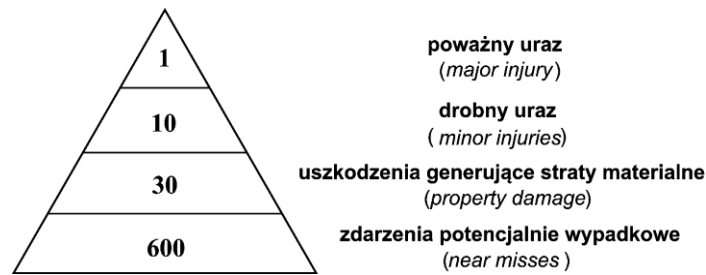 1
poważny uraz
(major injury)
10
drobny uraz
( minor injuries)
30
uszkodzenia generujące straty materialne
(property damage)
600
zdarzenia potencjalnie wypadkowe
(near misses )